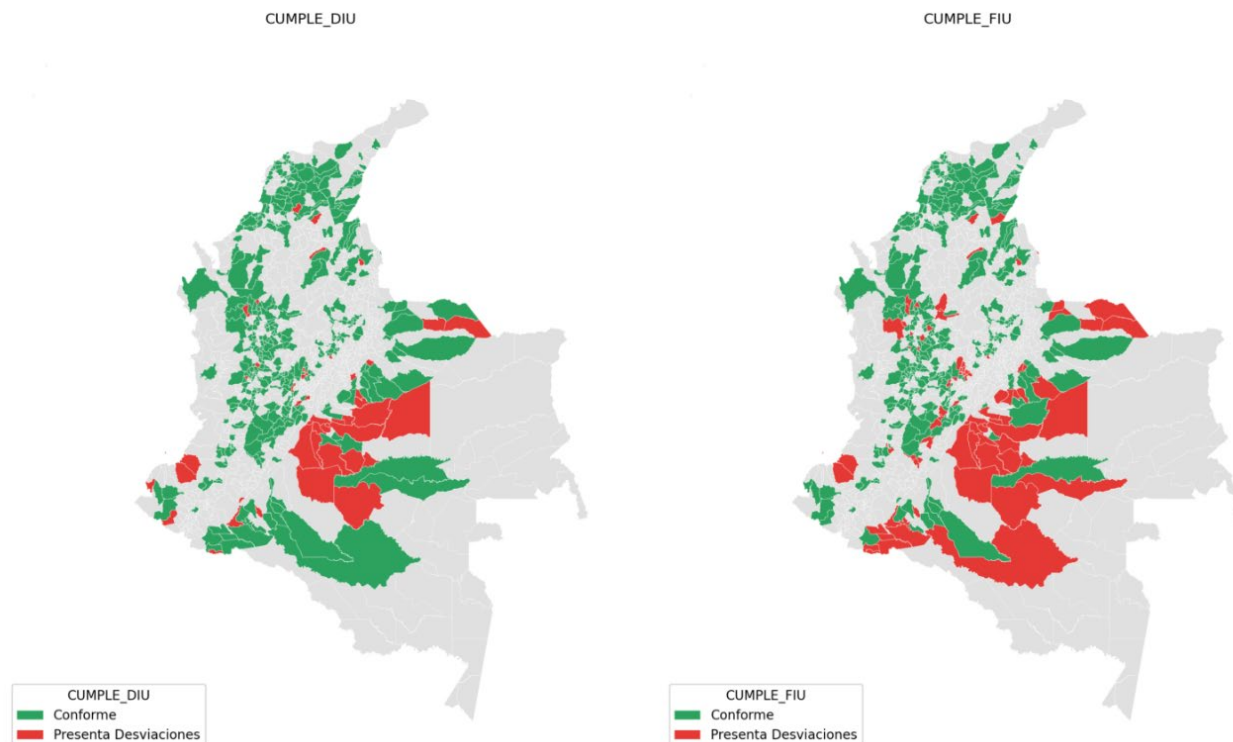 CUMPLE_DIU
CUMPLE_FIU
CUMPLE_DIU
Conforme
Presenta Desviaciones
CUMPLE_FIU
Conforme
Presenta Desviaciones